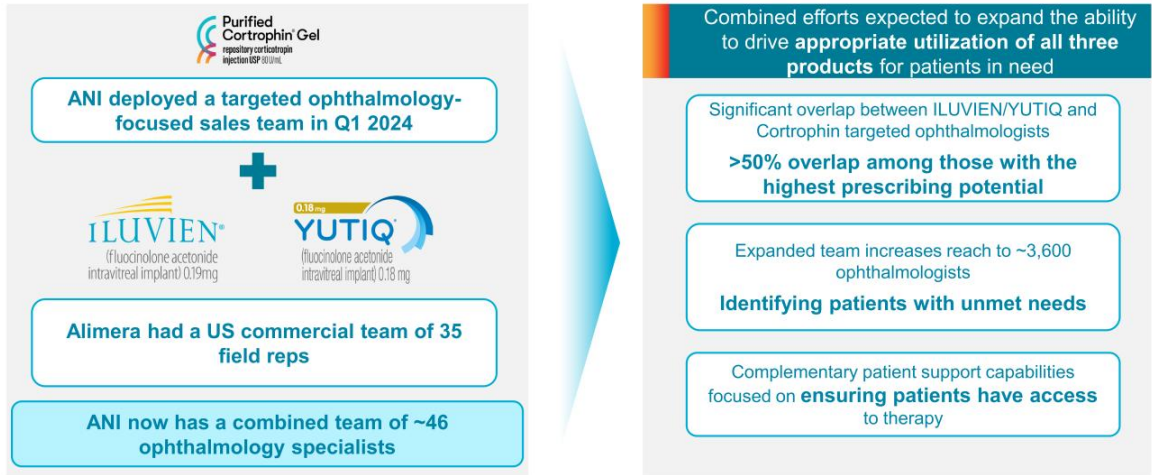 Purified
Cortrophin® Gel
repository corticotropin
injection USP 80 U/mL
ANI deployed a targeted ophthalmology-
focused sales team in Q1 2024
ILUVIEN®
(fluocinolone acetonide
intravitreal implant) 0.19mg
0.18 mg
YUTIQ®
(fluocinolone acetonide
intravitreal implant) 0.18 mg
Alimera had a US commercial team of 35
field reps
ANI now has a combined team of ~46
ophthalmology specialists
Combined efforts expected to expand the ability
to drive appropriate utilization of all three
products for patients in need
Significant overlap between ILUVIEN/YUTIQ and
Cortrophin targeted ophthalmologists
>50% overlap among those with the
highest prescribing potential
Expanded team increases reach to ~3,600
ophthalmologists
Identifying patients with unmet needs
Complementary patient support capabilities
focused on ensuring patients have access
to therapy